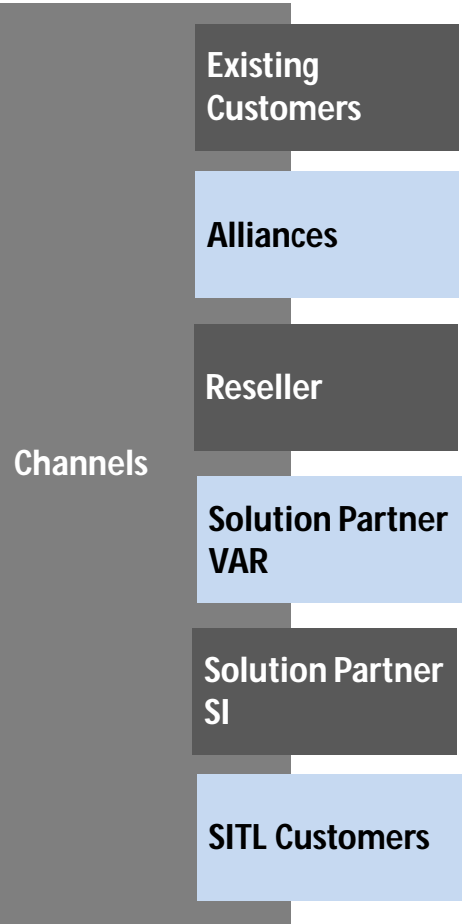 Channels
Existing
Customers
Alliances
Reseller
Solution Partner
VAR
Solution Partner
SI
SITL Customers